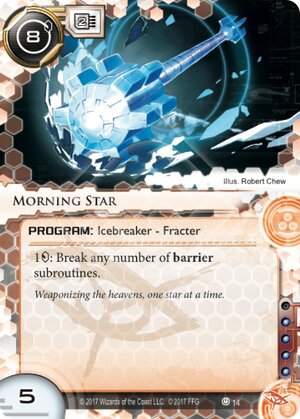 8
2
Illus. Robert Chew
MORNING STAR
PROGRAM: Icebreaker - Fracter
1: Break any number of barrier
subroutines.
Weaponizing the heavens, one star at a time.
5
© 2017 Wizards of the Coast LLC. © 2017 FFG
14